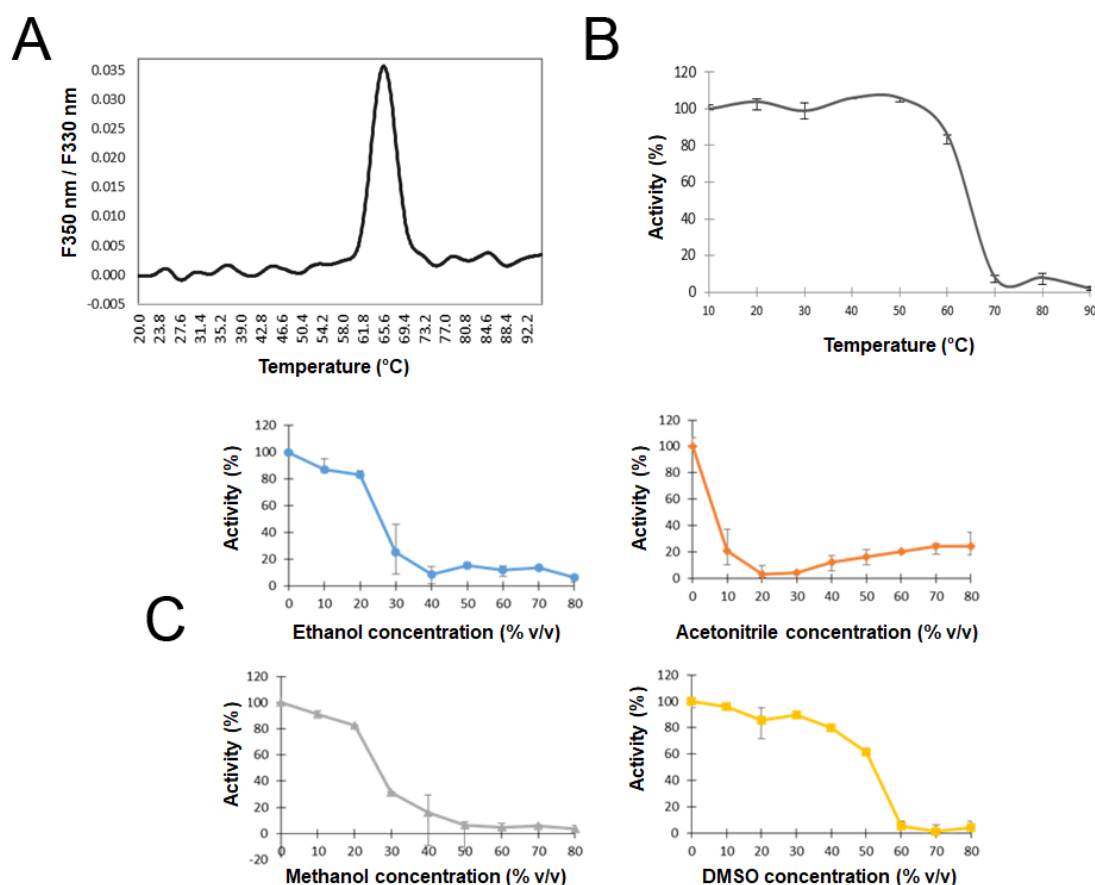 A
F350 nm / F330 nm
0.035
0.030
0.025
0.020
0.015
0.010
0.005
0.000
-0.005
20.0 23.8 27.6 31.4 35.2 39.0 42.8 46.6 50.4 54.2 58.0 61.8 65.6 69.4 73.2 77.0 80.8 84.6 88.4 92.2
Temperature (°C)
B
Activity (%)
120
100
80
60
40
20
0
10 20 30 40 50 60 70 80 90
Temperature (°C)
C
Activity (%)
120
100
80
60
40
20
0
0 10 20 30 40 50 60 70 80
Ethanol concentration (% v/v)
Activity (%)
120
100
80
60
40
20
0
0 10 20 30 40 50 60 70 80
Acetonitrile concentration (% v/v)
Activity (%)
120
100
80
60
40
20
0
-20
0 10 20 30 40 50 60 70 80
Methanol concentration (% v/v)
Activity (%)
120
100
80
60
40
20
0
0 10 20 30 40 50 60 70 80
DMSO concentration (% v/v)